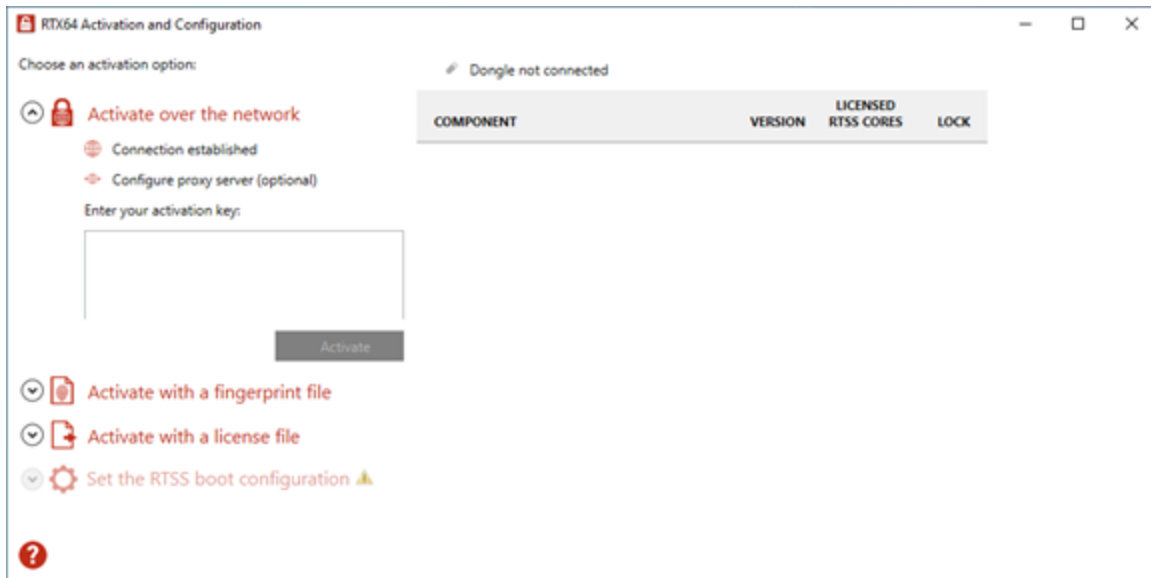 RTX64 Activation and Configuration
Choose an activation option:
Activate over the network
Connection established
Configure proxy server (optional)
Enter your activation key:
Activate
Activate with a fingerprint file
Activate with a license file
Set the RTSS boot configuration
Dongle not connected
COMPONENT VERSION LICENSED RTSS CORES LOCK
?